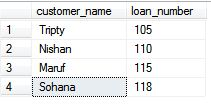 customer_name loan_number
1 Tripty 105
2 Nishan 110
3 Maruf 115
4 Sohana 118